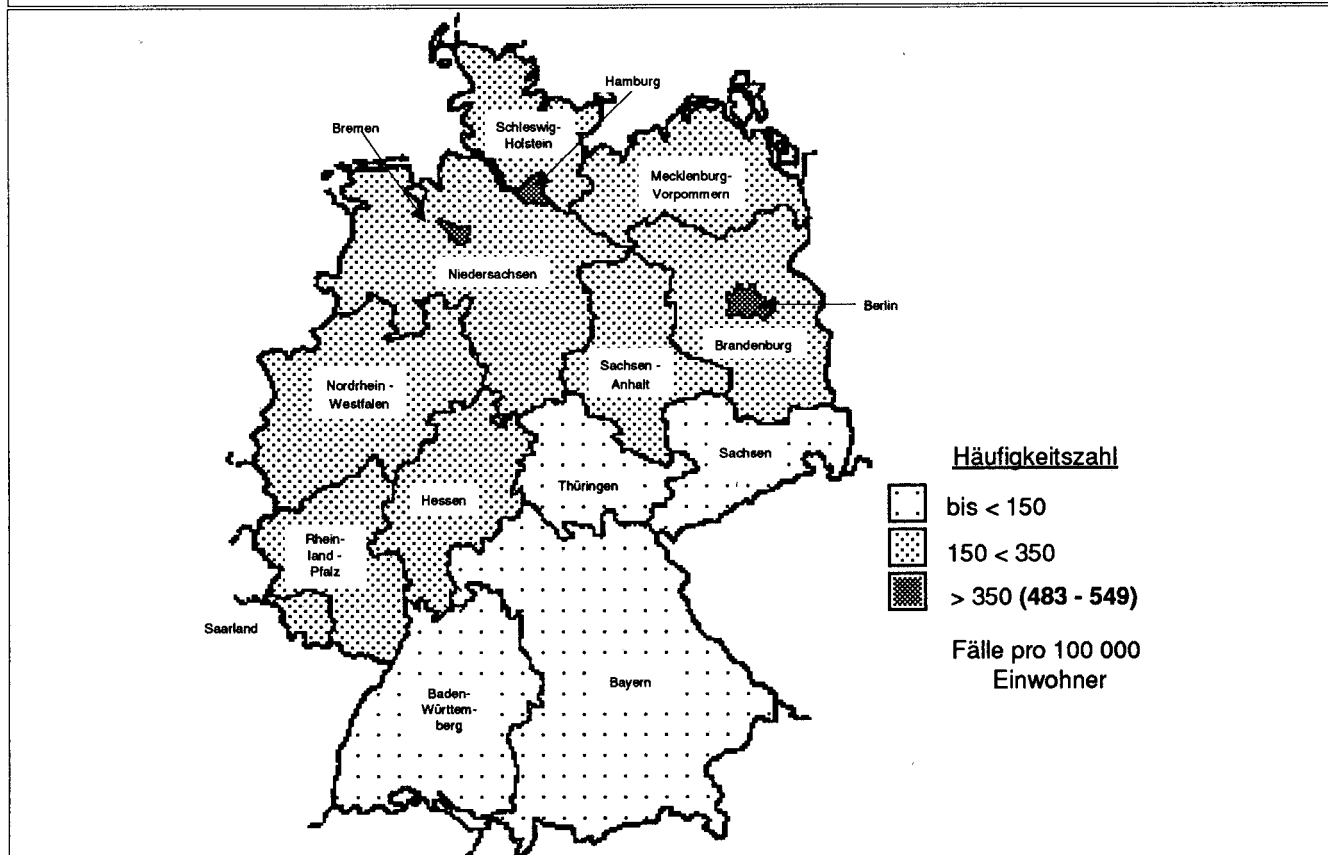 Hamburg
Schleswig-
Holstein
Bremen
Mecklenburg-
Vorpommern
Niedersachsen
Berlin
Brandenburg
Sachsen -
Anhalt
Nordrhein -
Westfalen
Sachsen
Thüringen
Hessen
Rhein-
land -
Pfalz
Saarland
Baden-
Württem-
berg
Bayern
Häufigkeitszahl
bis < 150
150 < 350
> 350 (483 - 549)
Fälle pro 100 000
Einwohner